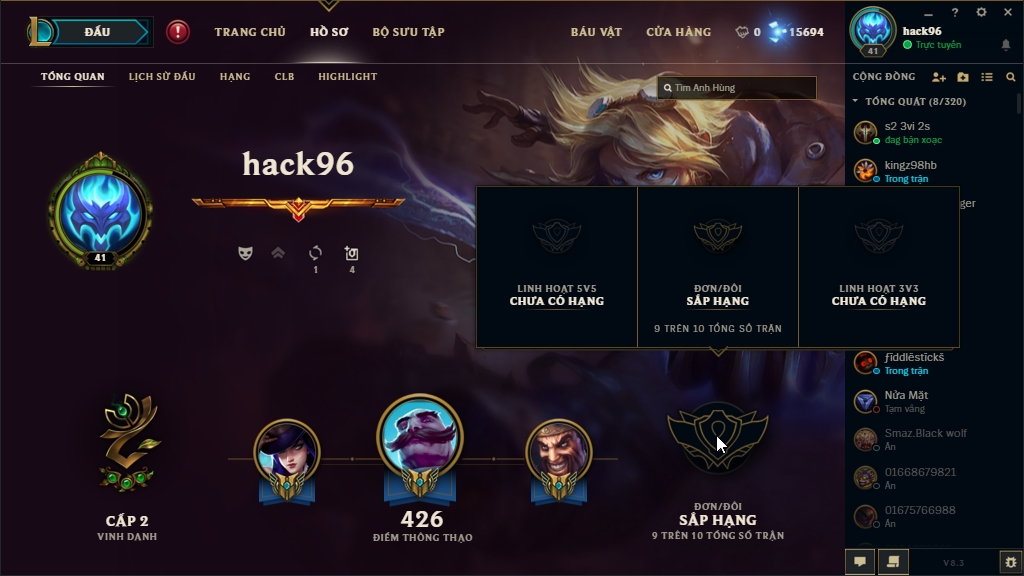 ĐẤU
TRANG CHỦ
HỒ SƠ
BỘ SƯU TẬP
BÁU VẬT
CỬA HÀNG
0
15694
?
hack96
Trực tuyến
41
TỔNG QUAN
LỊCH SỬ ĐẤU
HẠNG
CLB
HIGHLIGHT
Tìm Anh Hùng
CỘNG ĐỒNG
TỔNG QUÁT (8/320)
s2 3vi 2s
đag bận xoạc
kingz98hb
Trong trận
ger
hack96
41
1
4
LINH HOẠT 5V5
CHƯA CÓ HẠNG
ĐƠN/ĐÔI
SẮP HẠNG
9 TRÊN 10 TỔNG SỐ TRẬN
LINH HOẠT 3V3
CHƯA CÓ HẠNG
fïddlêstîckš
Trong trận
Nửa Mặt
Tạm vắng
Smaz.Black wolf
Ẩn
01668679821
Ẩn
01675766988
Ẩn
CẤP 2
VINH DANH
426
ĐIỂM THÔNG THẠO
ĐƠN/ĐÔI
SẮP HẠNG
9 TRÊN 10 TỔNG SỐ TRẬN
V8.3